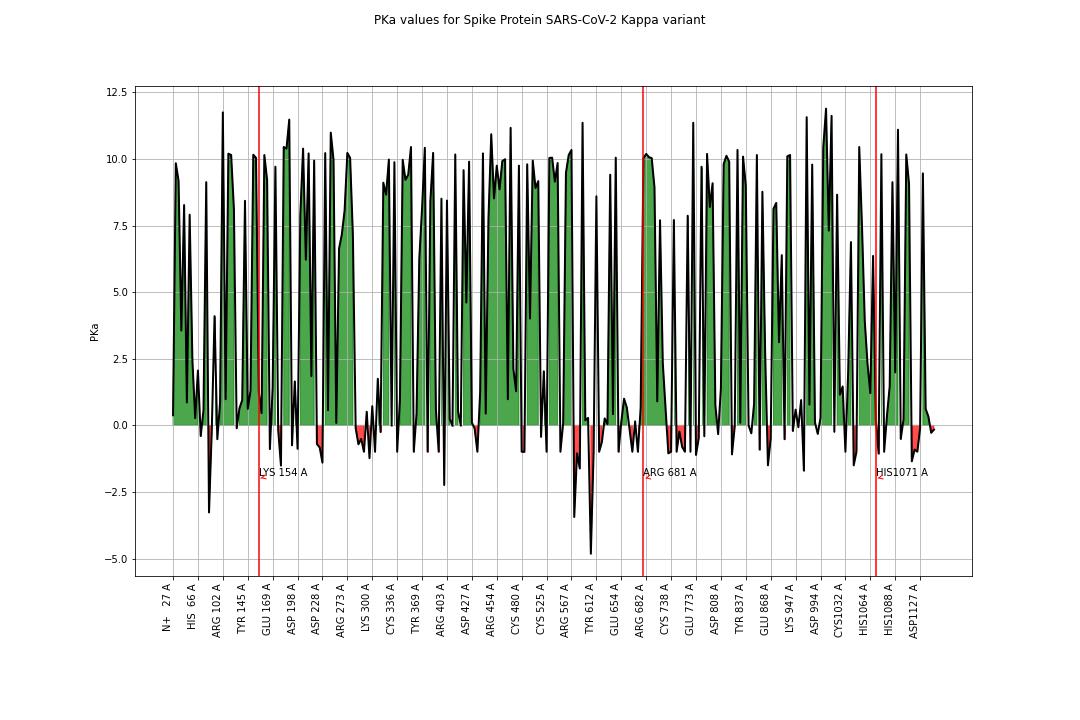 PKa values for Spike Protein SARS-CoV-2 Kappa variant
12.5
10.0
7.5
5.0
2.5
0.0
−2.5
−5.0
PKa
LYS 154 A
ARG 681 A
HIS1071 A
N+ 27 A
HIS 66 A
ARG 102 A
TYR 145 A
GLU 169 A
ASP 198 A
ASP 228 A
ARG 273 A
LYS 300 A
CYS 336 A
TYR 369 A
ARG 403 A
ASP 427 A
ARG 454 A
CYS 480 A
CYS 525 A
ARG 567 A
TYR 612 A
GLU 654 A
ARG 682 A
CYS 738 A
GLU 773 A
ASP 808 A
TYR 837 A
GLU 868 A
LYS 947 A
ASP 994 A
CYS1032 A
HIS1064 A
HIS1088 A
ASP1127 A